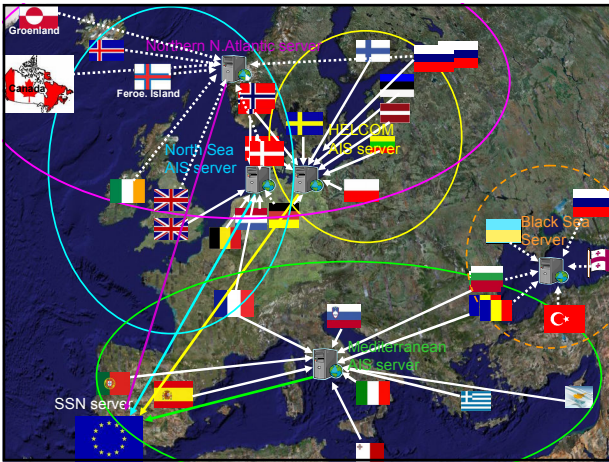 Groenland
Northern N.Atlantic server
Canada
Feroe. Island
North Sea
AIS server
HELCOM
AIS server
Black Sea
Server
Mediterranean
AIS server
SSN server